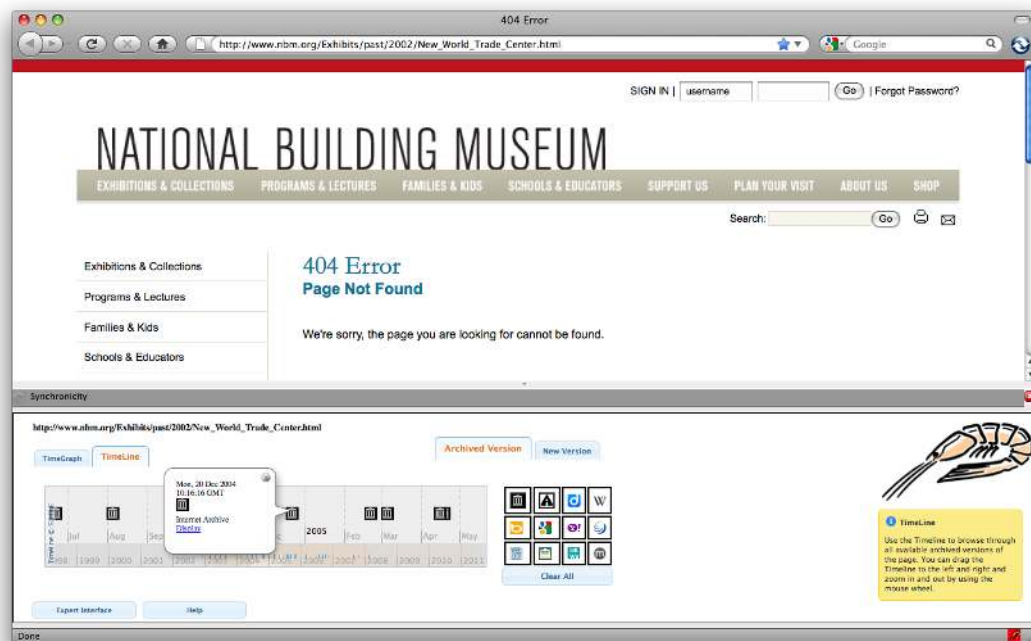 404 Error
http://www.nbm.org/Exhibits/past/2002/New_World_Trade_Center.html
Google
SIGN IN | username Go | Forgot Password?
NATIONAL BUILDING MUSEUM
EXHIBITIONS & COLLECTIONS PROGRAMS & LECTURES FAMILIES & KIDS SCHOOLS & EDUCATORS SUPPORT US PLAN YOUR VISIT ABOUT US SHOP
Search: Go
Exhibitions & Collections
Programs & Lectures
Families & Kids
Schools & Educators
404 Error
Page Not Found
We're sorry, the page you are looking for cannot be found.
Synchronicity
http://www.nbm.org/Exhibits/past/2002/New_World_Trade_Center.html
TimeGraph TimeLine
Archived Version New Version
Mon, 20 Dec 2004
10:16:16 GMT
Internet Archive
Display
Jul Aug Sep 2005 Feb Mar Apr May
1999 2000 2001 2002 2008 2009 2010 2011
W
Y!
Clear All
TimeLine
Use the Timeline to browse through
all available archived versions of
the page. You can drag the
Timeline to the left and right and
zoom in and out by using the
mouse wheel.
Expert Interface Help
Done